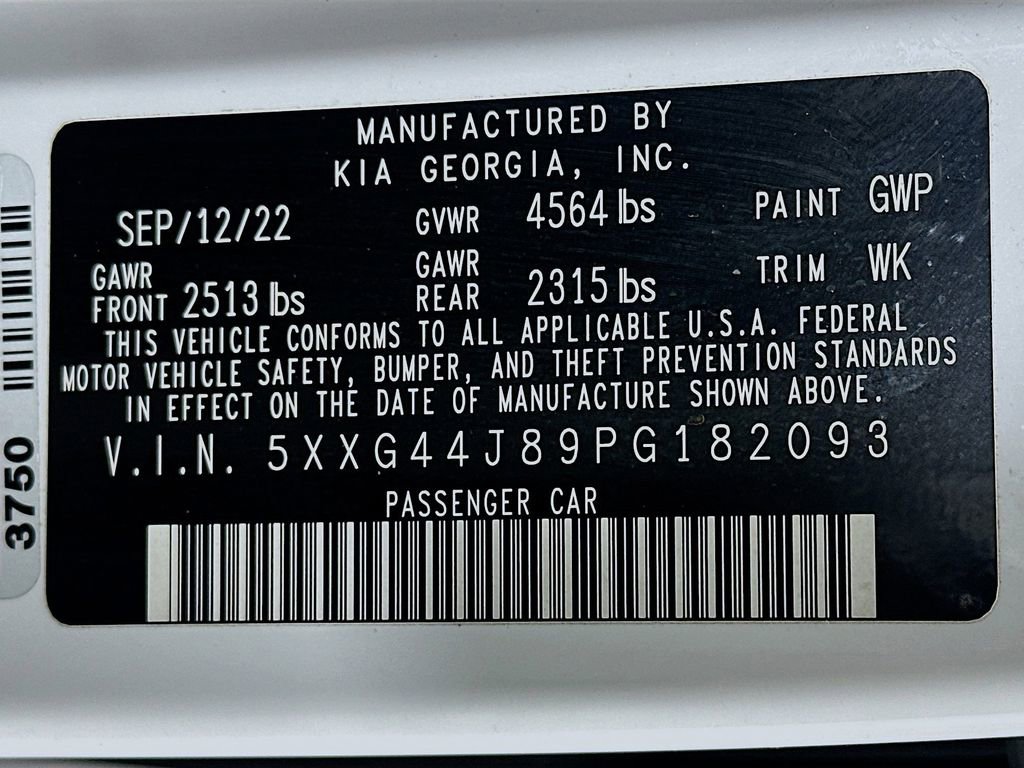 MANUFACTURED BY
KIA GEORGIA, INC.
SEP/12/22 GVWR 4564 lbs PAINT GWP
GAWR FRONT 2513 lbs GAWR REAR 2315 lbs TRIM WK
THIS VEHICLE CONFORMS TO ALL APPLICABLE U.S.A. FEDERAL
MOTOR VEHICLE SAFETY, BUMPER, AND THEFT PREVENTION STANDARDS
IN EFFECT ON THE DATE OF MANUFACTURE SHOWN ABOVE.
V.I.N. 5XXG44J89PG182093
PASSENGER CAR
3750